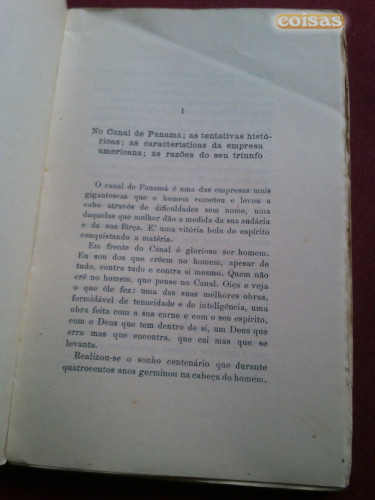 coisas
I
No Canal de Panamá; as tentativas histó-
ricas; as características da empresa
americana; as razões do seu triunfo
O canal de Panamá é uma das empresas mais
gigantescas que o homem cometeu e levou a
cabo através de dificuldades sem nome, uma
daquelas que melhor dão a medida da sua audácia
e da sua fôrça. E' uma vitória bela do espírito
conquistando a matéria.
Em frente do Canal é glorioso ser homem.
Eu sou dos que crêem no homem, apesar de
tudo, contra tudo e contra si mesmo. Quem não
crê no homem, que pense no Canal. Oiça e veja
o que êle fez: uma das suas melhores obras,
formidável de tenacidade e de inteligência, uma
obra feita com a sua carne e com o seu espírito,
com o Deus que tem dentro de si, um Deus que
erra mas que encontra, que cai mas que se
levanta.
Realizou-se o sonho centenário que durante
quatrocentos anos germinou na cabeça do homem.